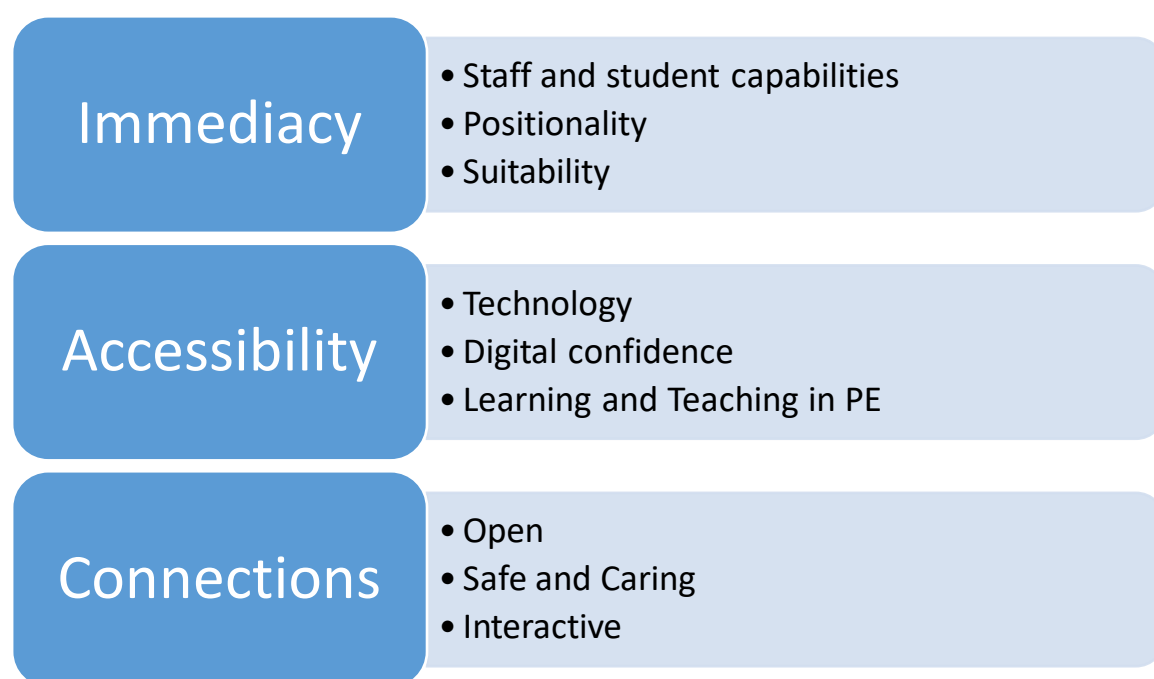 Immediacy
• Staff and student capabilities
• Positionality
• Suitability
Accessibility
• Technology
• Digital confidence
• Learning and Teaching in PE
Connections
• Open
• Safe and Caring
• Interactive